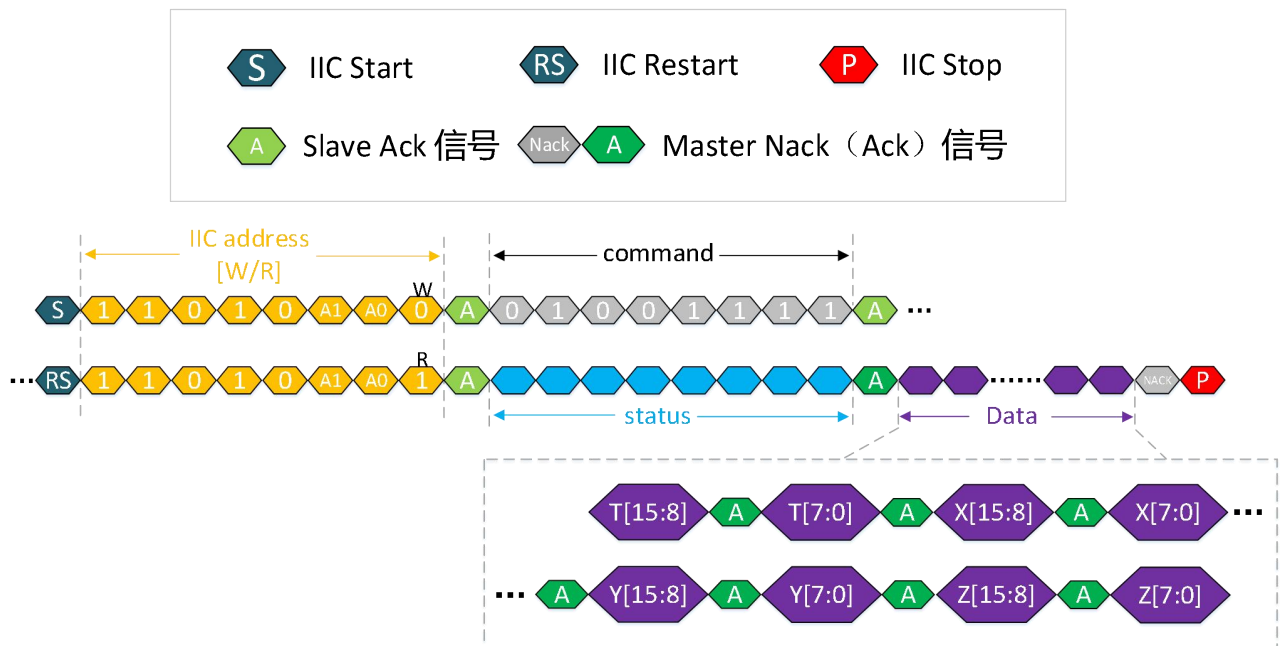 S IIC Start RS IIC Restart P IIC Stop
A Slave Ack 信号 Nack A Master Nack（Ack）信号
IIC address
[W/R]
command
W
S 1 1 0 1 0 A1 A0 0 A 0 1 0 0 1 1 1 1 A ...
R
... RS 1 1 0 1 0 A1 A0 1 A A ...... NACK P
status Data
T[15:8] A T[7:0] A X[15:8] A X[7:0] ...
... A Y[15:8] A Y[7:0] A Z[15:8] A Z[7:0]